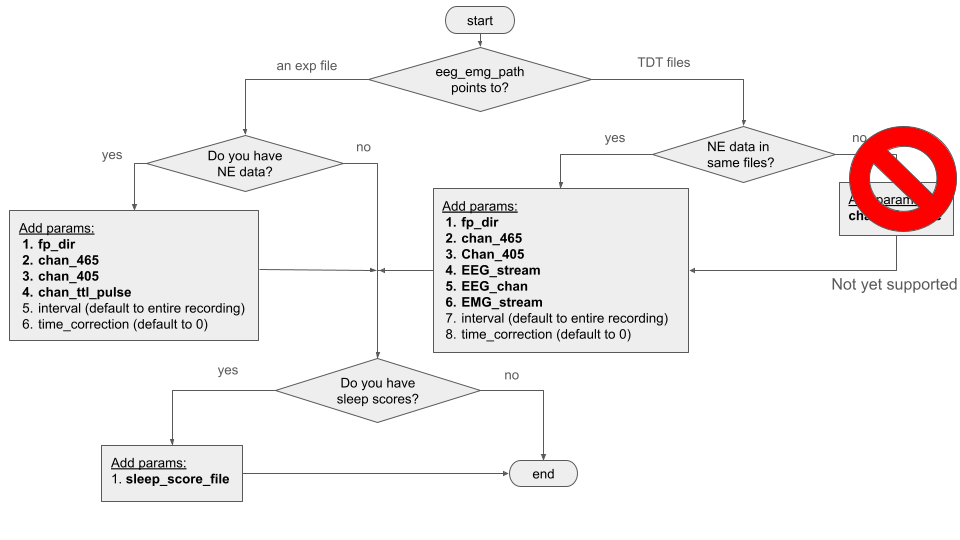 start
eeg_emg_path
points to?
an exp file
TDT files
Do you have
NE data?
yes
no
NE data in
same files?
yes
no
Add params:
1. fp_dir
2. chan_465
3. chan_405
4. chan_ttl_pulse
5. interval (default to entire recording)
6. time_correction (default to 0)
Add params:
1. fp_dir
2. chan_465
3. Chan_405
4. EEG_stream
5. EEG_chan
6. EMG_stream
7. interval (default to entire recording)
8. time_correction (default to 0)
Not yet supported
Do you have
sleep scores?
yes
no
Add params:
1. sleep_score_file
end